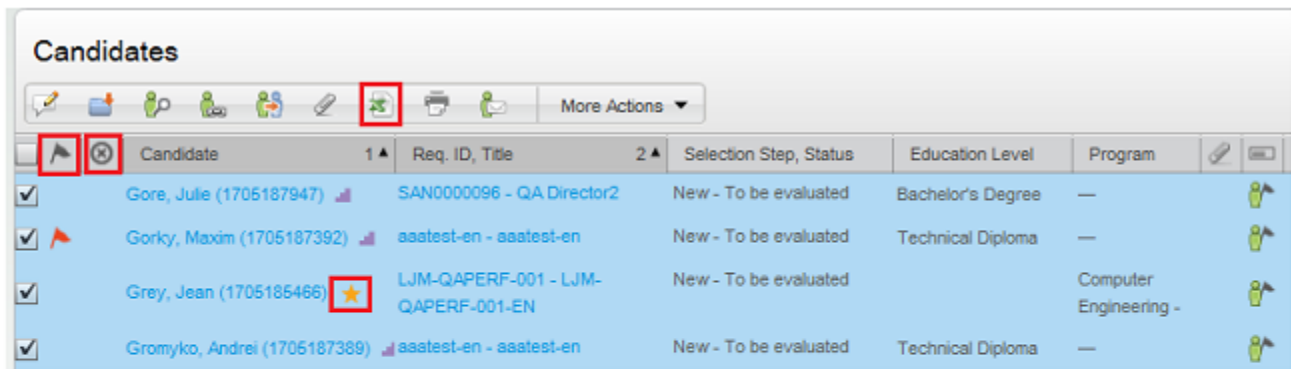 Candidates
More Actions
Candidate 1 Req. ID, Title 2 Selection Step, Status Education Level Program
Gore, Julie (1705187947) SAN0000096 - QA Director2 New - To be evaluated Bachelor's Degree —
Gorky, Maxim (1705187392) aaatest-en - aaatest-en New - To be evaluated Technical Diploma —
Grey, Jean (1705185466) LJM-QAPERF-001 - LJM- New - To be evaluated Computer
QAPERF-001-EN Engineering -
Gromyko, Andrei (1705187389) aaatest-en - aaatest-en New - To be evaluated Technical Diploma —